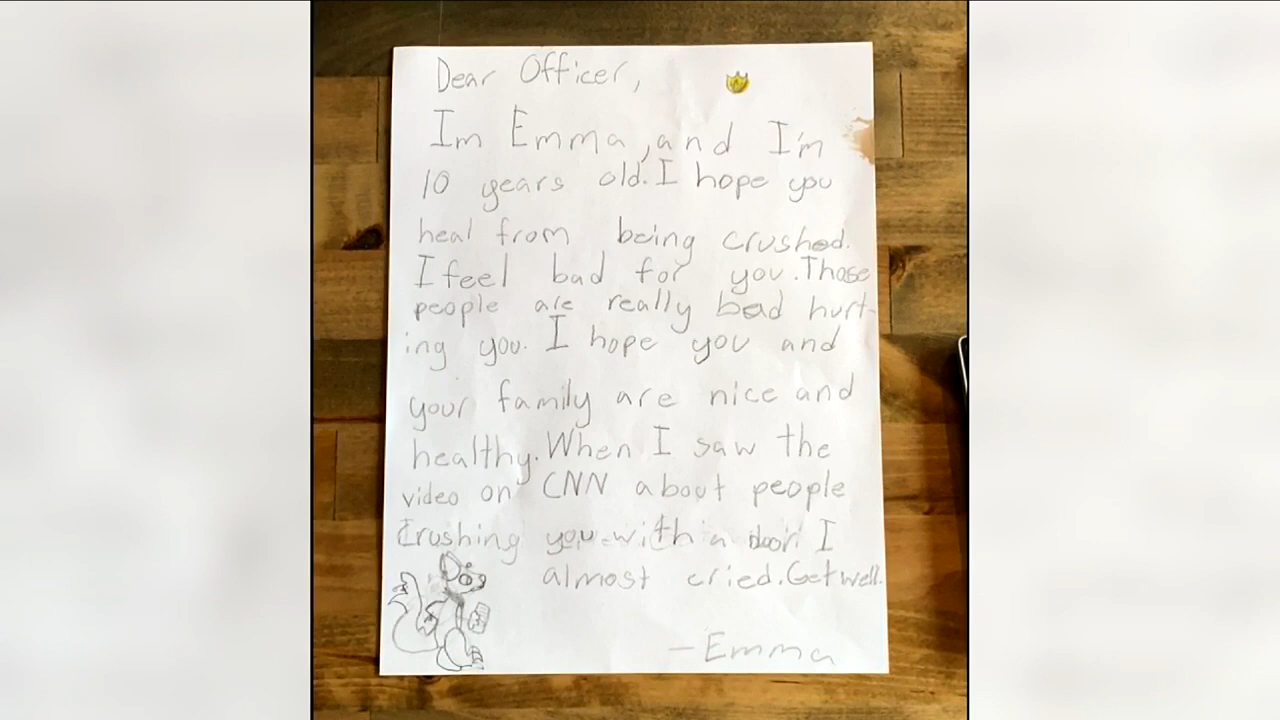 Dear Officer,
Im Emma, and I'm
10 years old. I hope you
heal from being crushed.
I feel bad for you. Those
people are really bad hurt-
ing you. I hope you and
your family are nice and
healthy. When I saw the
video on CNN about people
Crushing you with a door I
almost cried. Get well.
— Emma